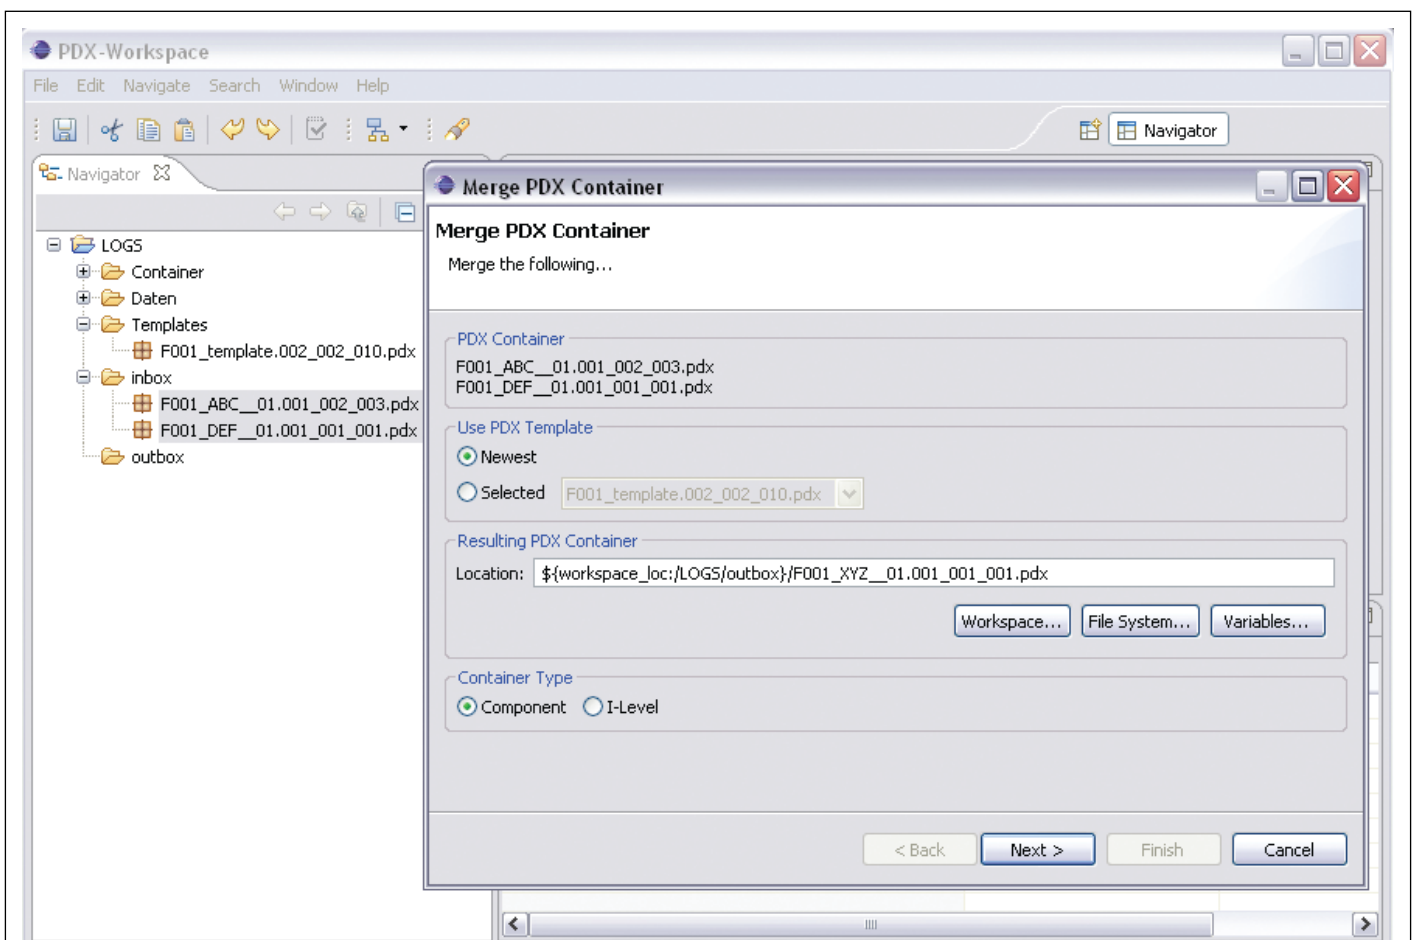 PDX-Workspace
File Edit Navigate Search Window Help
Navigator
Navigator
LOGS
Container
Daten
Templates
F001_template.002_002_010.pdx
inbox
F001_ABC__01.001_002_003.pdx
F001_DEF__01.001_001_001.pdx
outbox
Merge PDX Container
Merge PDX Container
Merge the following...
PDX Container
F001_ABC__01.001_002_003.pdx
F001_DEF__01.001_001_001.pdx
Use PDX Template
Newest
Selected F001_template.002_002_010.pdx
Resulting PDX Container
Location: ${workspace_loc:/LOGS/outbox}/F001_XYZ__01.001_001_001.pdx
Workspace... File System... Variables...
Container Type
Component I-Level
< Back Next > Finish Cancel